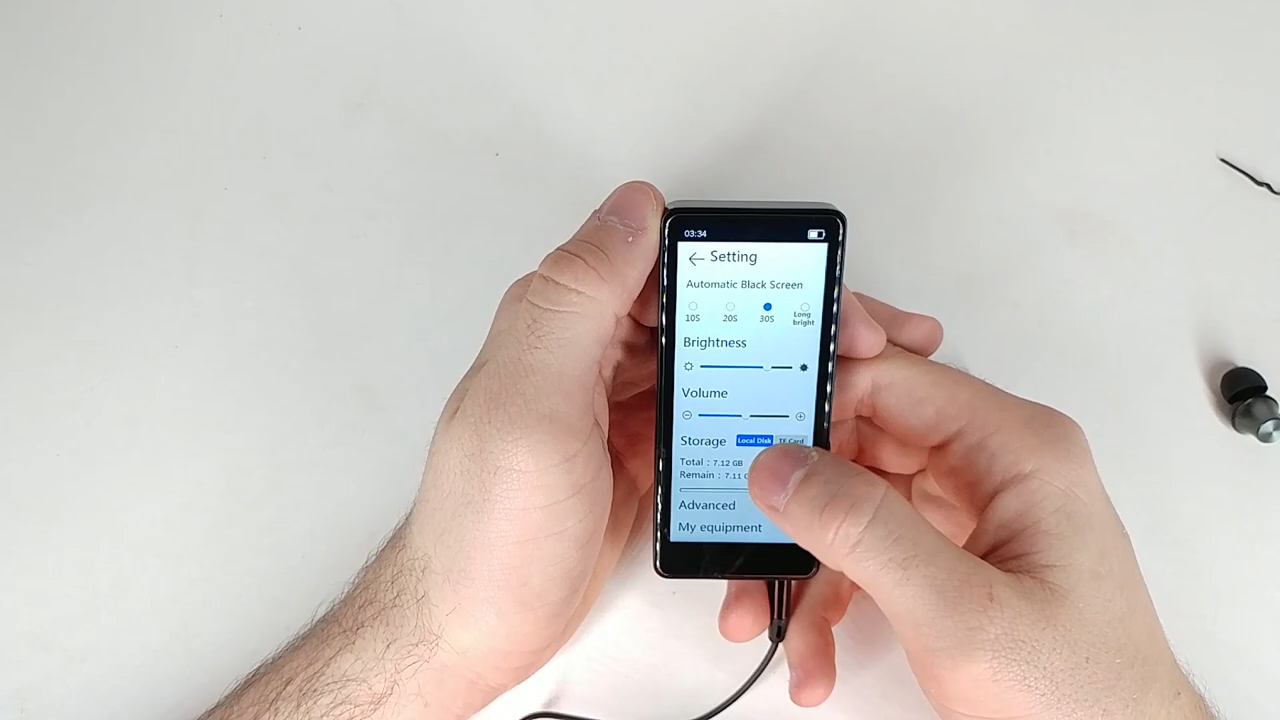 03:34
Setting
Automatic Black Screen
10S 20S 30S Long bright
Brightness
Volume
Storage Local Disk TF Card
Total : 7.12 GB
Remain : 7.11
Advanced
My equipment